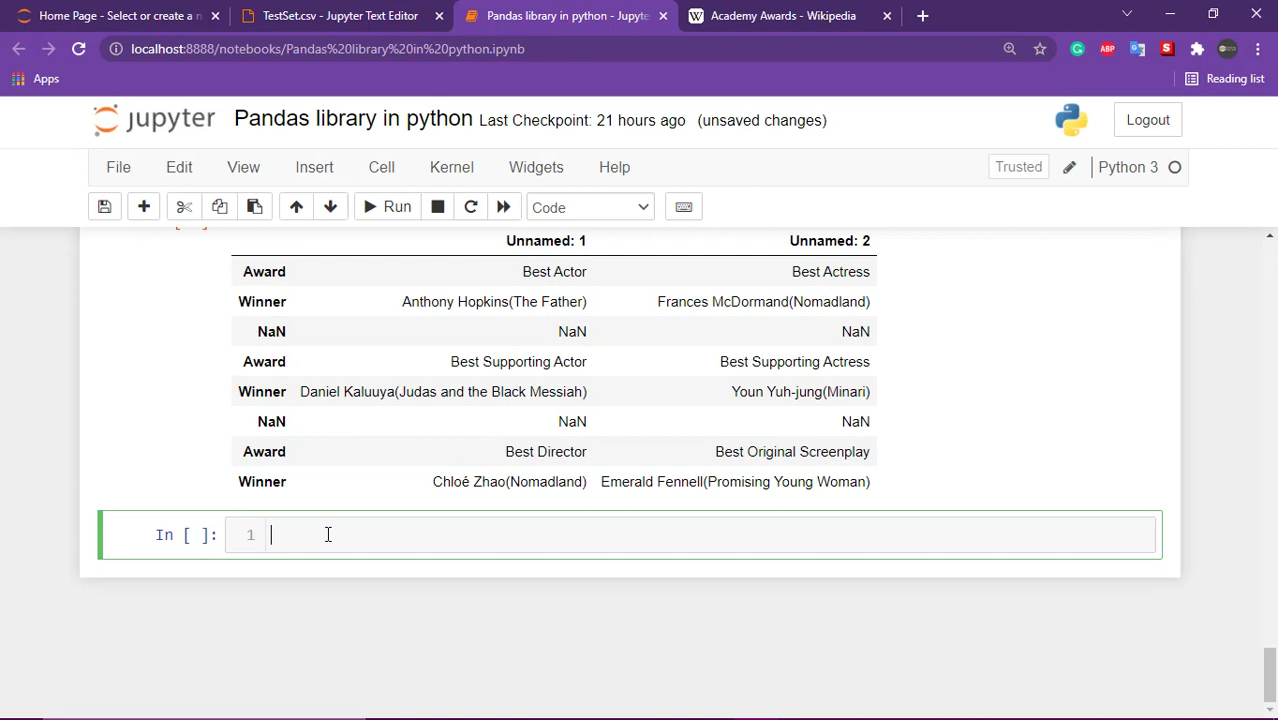 Home Page - Select or create a n
TestSet.csv - Jupyter Text Editor
Pandas library in python - Jupyte
W Academy Awards - Wikipedia
localhost:8888/notebooks/Pandas%20library%20in%20python.ipynb
ABP
S
Apps
Reading list
jupyter Pandas library in python Last Checkpoint: 21 hours ago (unsaved changes)
Logout
File Edit View Insert Cell Kernel Widgets Help
Trusted
Python 3
Run
Code
Unnamed: 1 Unnamed: 2
Award Best Actor Best Actress
Winner Anthony Hopkins(The Father) Frances McDormand(Nomadland)
NaN NaN NaN
Award Best Supporting Actor Best Supporting Actress
Winner Daniel Kaluuya(Judas and the Black Messiah) Youn Yuh-jung(Minari)
NaN NaN NaN
Award Best Director Best Original Screenplay
Winner Chloé Zhao(Nomadland) Emerald Fennell(Promising Young Woman)
In [ ]: 1